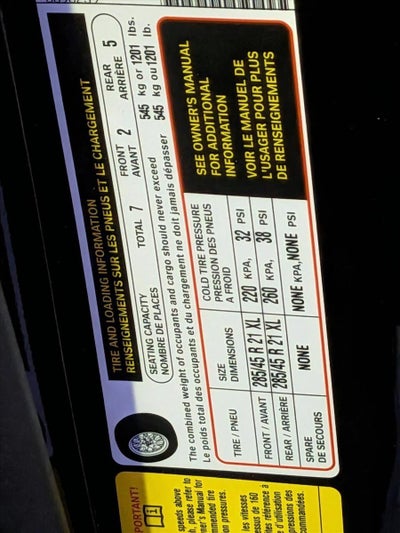 TIRE AND LOADING INFORMATION
RENSEIGNEMENTS SUR LES PNEUS ET LE CHARGEMENT
SEATING CAPACITY
NOMBRE DE PLACES
TOTAL 7
FRONT
AVANT 2
REAR
ARRIÈRE 5
The combined weight of occupants and cargo should never exceed 545 kg or 1201 lbs.
Le poids total des occupants et du chargement ne doit jamais dépasser 545 kg ou 1201 lb.
TIRE / PNEU
SIZE
DIMENSIONS
COLD TIRE PRESSURE
PRESSION DES PNEUS
A FROID
FRONT / AVANT 285/45 R 21 XL 220 KPA, 32 PSI
REAR / ARRIÈRE 285/45 R 21 XL 260 KPA, 38 PSI
SPARE
DE SECOURS
NONE
NONE KPA, NONE PSI
SEE OWNER'S MANUAL
FOR ADDITIONAL
INFORMATION
VOIR LE MANUEL DE
L'USAGER POUR PLUS
DE RENSEIGNEMENTS
PORTANT!
speeds above
please refer to
Manual for
tire
pressures.
les vitesses
de 160
référence à
d'utilisation
pressions des